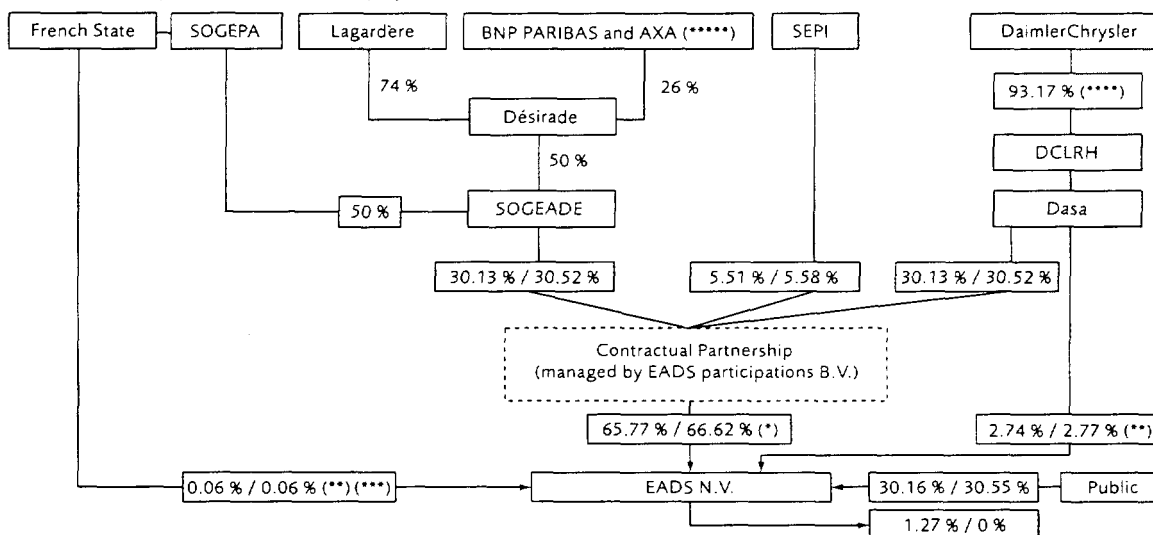 French State
SOGEPA
Lagardère
BNP PARIBAS and AXA (*****)
SEPI
DaimlerChrysler
74 %
26 %
93.17 % (****)
Désirade
DCLRH
50 %
50 %
SOGEADE
Dasa
30.13 % / 30.52 %
5.51 % / 5.58 %
30.13 % / 30.52 %
Contractual Partnership
(managed by EADS participations B.V.)
65.77 % / 66.62 % (*)
2.74 % / 2.77 % (**)
0.06 % / 0.06 % (**) (***)
EADS N.V.
30.16 % / 30.55 %
Public
1.27 % / 0 %